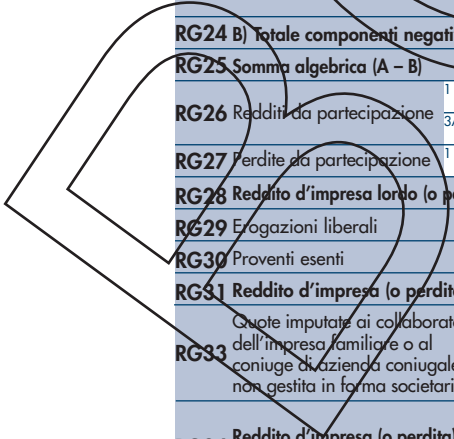 RG24 B) Totale componenti negati
RG25 Somma algebrica (A – B)
1
RG26 Redditi da partecipazione
3
1
RG27 Perdite da partecipazione
RG28 Reddito d'impresa lordo (o p
RG29 Erogazioni liberali
RG30 Proventi esenti
RG31 Reddito d'impresa (o perdit
Quote imputate ai collaborat
dell'impresa familiare o al
RG33
coniuge di azienda coniugale
non gestita in forma societari
Reddito d'impresa (o perdita)